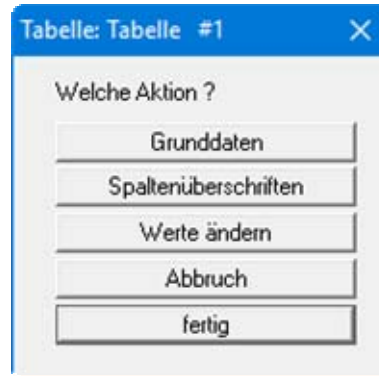 Tabelle: Tabelle #1
Welche Aktion ?
Grunddaten
Spaltenüberschriften
Werte ändern
Abbruch
fertig